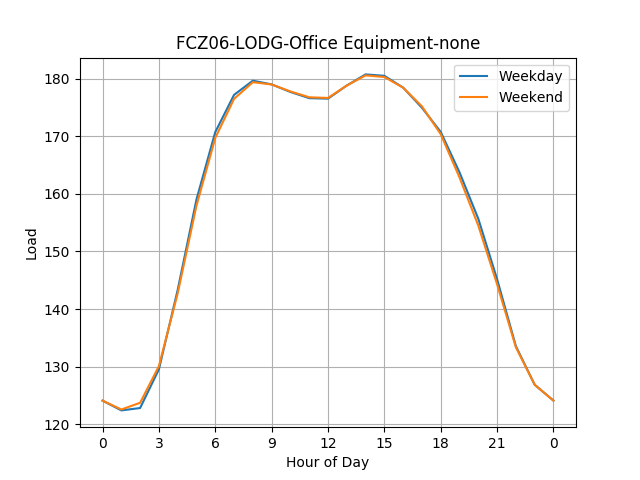 FCZ06-LODG-Office Equipment-none
Weekday
Weekend
Load
180
170
160
150
140
130
120
0 3 6 9 12 15 18 21 0
Hour of Day